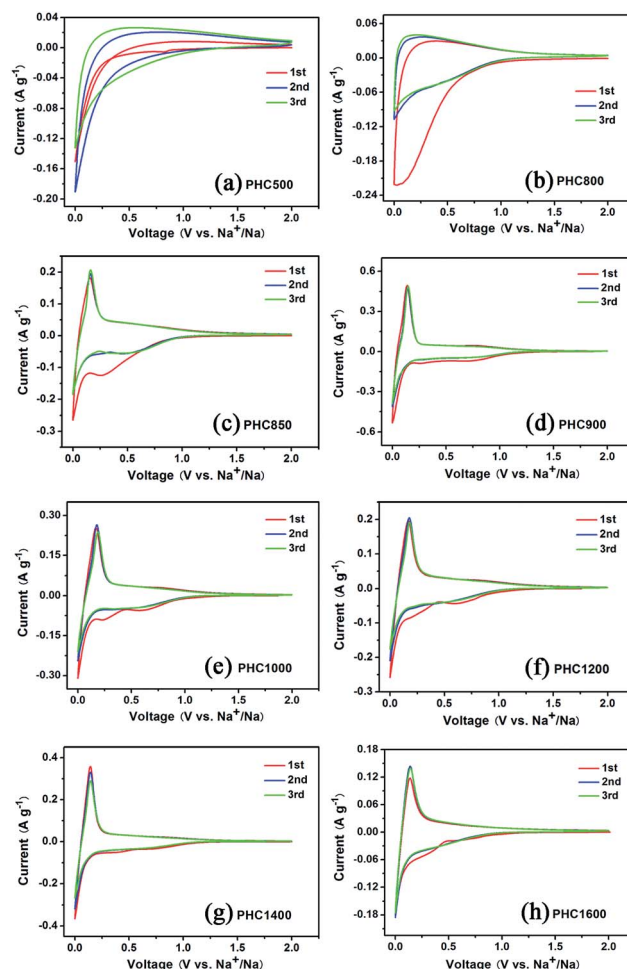 0.04
0.00
-0.04
-0.08
-0.12
-0.16
-0.20
Current (A g-1)
0.0 0.5 1.0 1.5 2.0
Voltage (V vs. Na+/Na)
1st
2nd
3rd
(a) PHC500
0.06
0.00
-0.06
-0.12
-0.18
-0.24
Current (A g-1)
0.0 0.5 1.0 1.5 2.0
Voltage (V vs. Na+/Na)
1st
2nd
3rd
(b) PHC800
0.2
0.1
0.0
-0.1
-0.2
-0.3
Current (A g-1)
0.0 0.5 1.0 1.5 2.0
Voltage (V vs. Na+/Na)
1st
2nd
3rd
(c) PHC850
0.6
0.3
0.0
-0.3
-0.6
Current (A g-1)
0.0 0.5 1.0 1.5 2.0
Voltage (V vs. Na+/Na)
1st
2nd
3rd
(d) PHC900
0.30
0.15
0.00
-0.15
-0.30
Current (A g-1)
0.0 0.5 1.0 1.5 2.0
Voltage (V vs. Na+/Na)
1st
2nd
3rd
(e) PHC1000
0.2
0.1
0.0
-0.1
-0.2
-0.3
Current (A g-1)
0.0 0.5 1.0 1.5 2.0
Voltage (V vs. Na+/Na)
1st
2nd
3rd
(f) PHC1200
0.4
0.2
0.0
-0.2
-0.4
Current (A g-1)
0.0 0.5 1.0 1.5 2.0
Voltage (V vs. Na+/Na)
1st
2nd
3rd
(g) PHC1400
0.18
0.12
0.06
0.00
-0.06
-0.12
-0.18
Current (A g-1)
0.0 0.5 1.0 1.5 2.0
Voltage (V vs. Na+/Na)
1st
2nd
3rd
(h) PHC1600